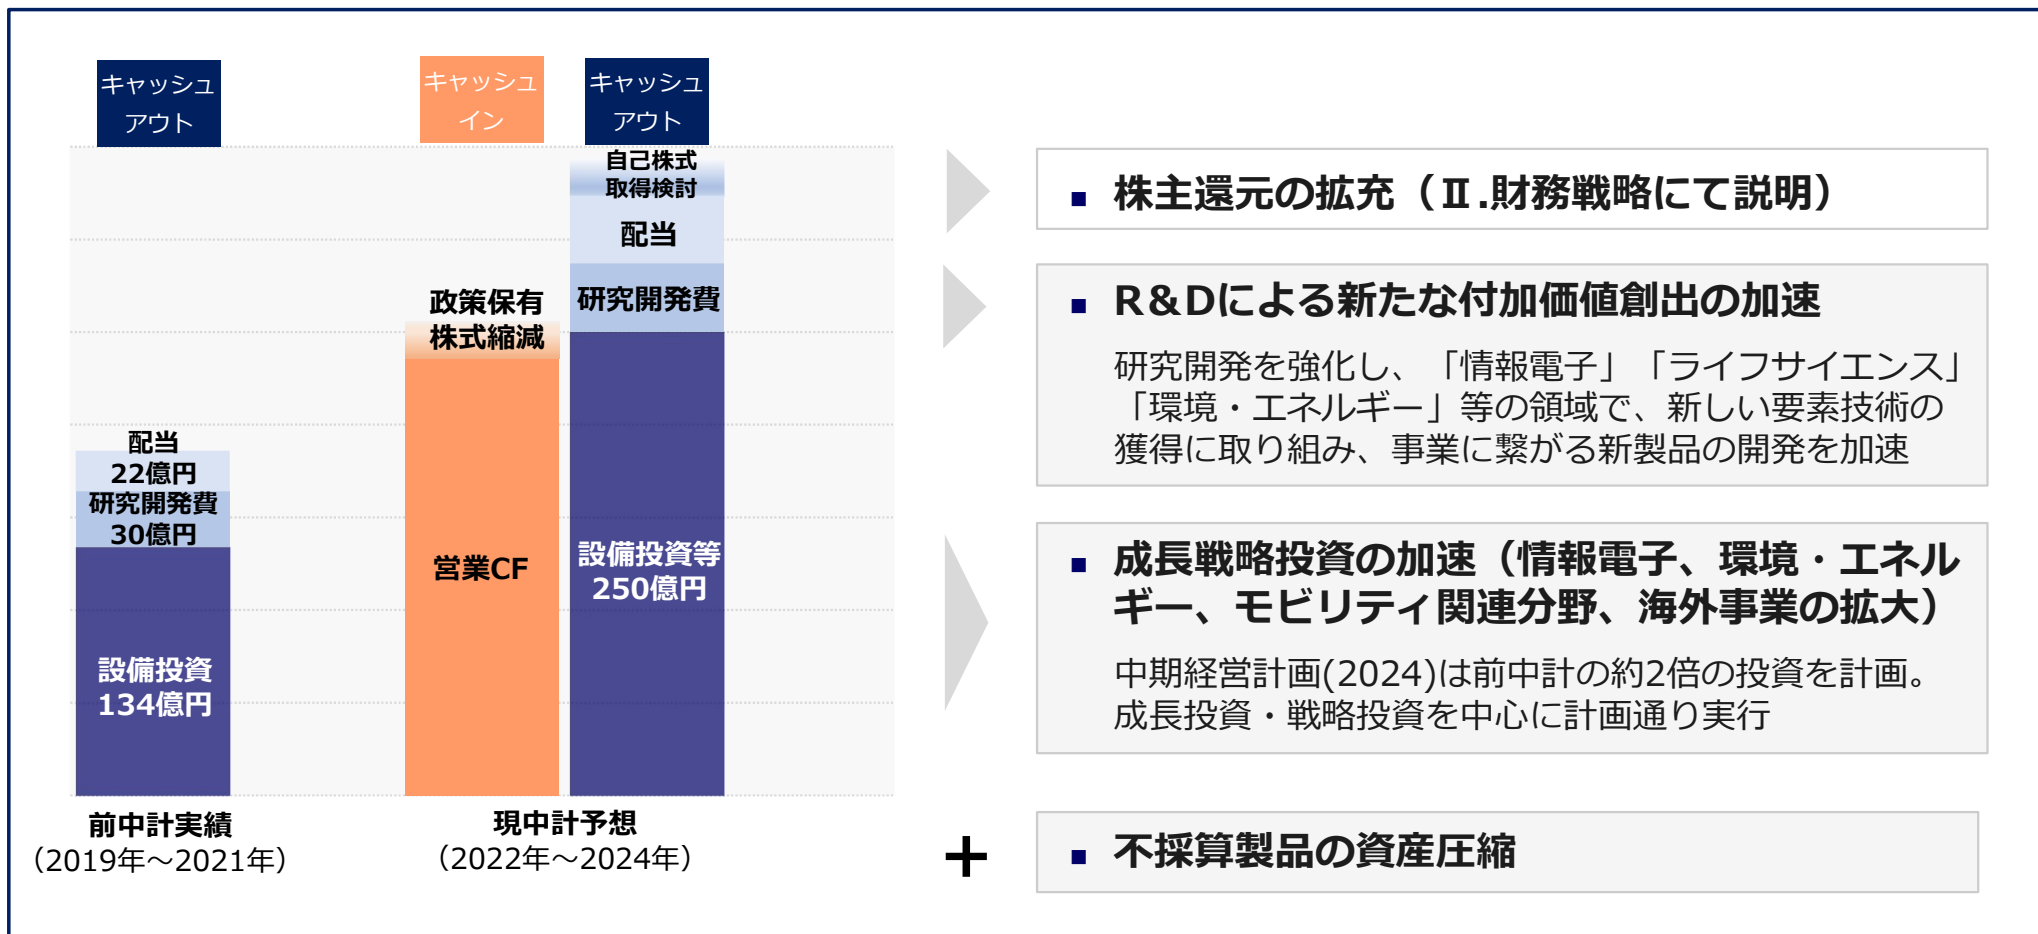 キャッシュ
アウト
キャッシュ
イン
キャッシュ
アウト
自己株式
取得検討
配当
研究開発費
設備投資等
250億円
政策保有
株式縮減
営業CF
配当
22億円
研究開発費
30億円
設備投資
134億円
前中計実績
（2019年～2021年）
現中計予想
（2022年～2024年）
■ 株主還元の拡充（Ⅱ.財務戦略にて説明）
■ R&Dによる新たな付加価値創出の加速
研究開発を強化し、「情報電子」「ライフサイエンス」
「環境・エネルギー」等の領域で、新しい要素技術の
獲得に取り組み、事業に繋がる新製品の開発を加速
■ 成長戦略投資の加速（情報電子、環境・エネル
ギー、モビリティ関連分野、海外事業の拡大）
中期経営計画(2024)は前中計の約2倍の投資を計画。
成長投資・戦略投資を中心に計画通り実行
+
■ 不採算製品の資産圧縮